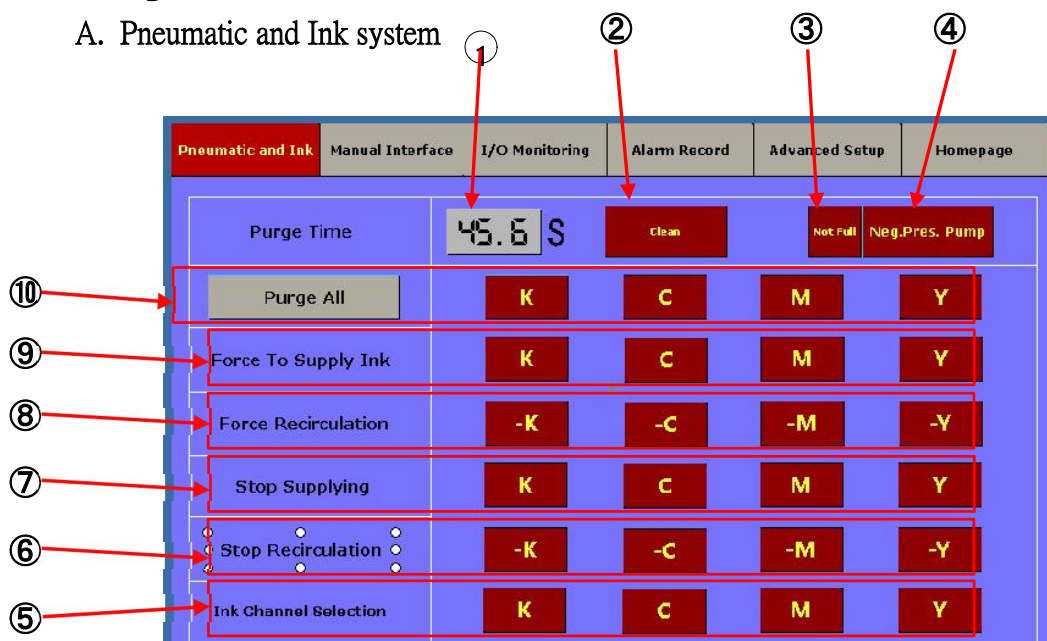 A. Pneumatic and Ink system
1 ② ③ ④
Pneumatic and Ink Manual Interface I/O Monitoring Alarm Record Advanced Setup Homepage
Purge Time 45.6 S Clean Not Full Neg.Pres. Pump
⑩ Purge All K C M Y
⑨ Force To Supply Ink K C M Y
⑧ Force Recirculation -K -C -M -Y
⑦ Stop Supplying K C M Y
⑥ Stop Recirculation -K -C -M -Y
⑤ Ink Channel Selection K C M Y